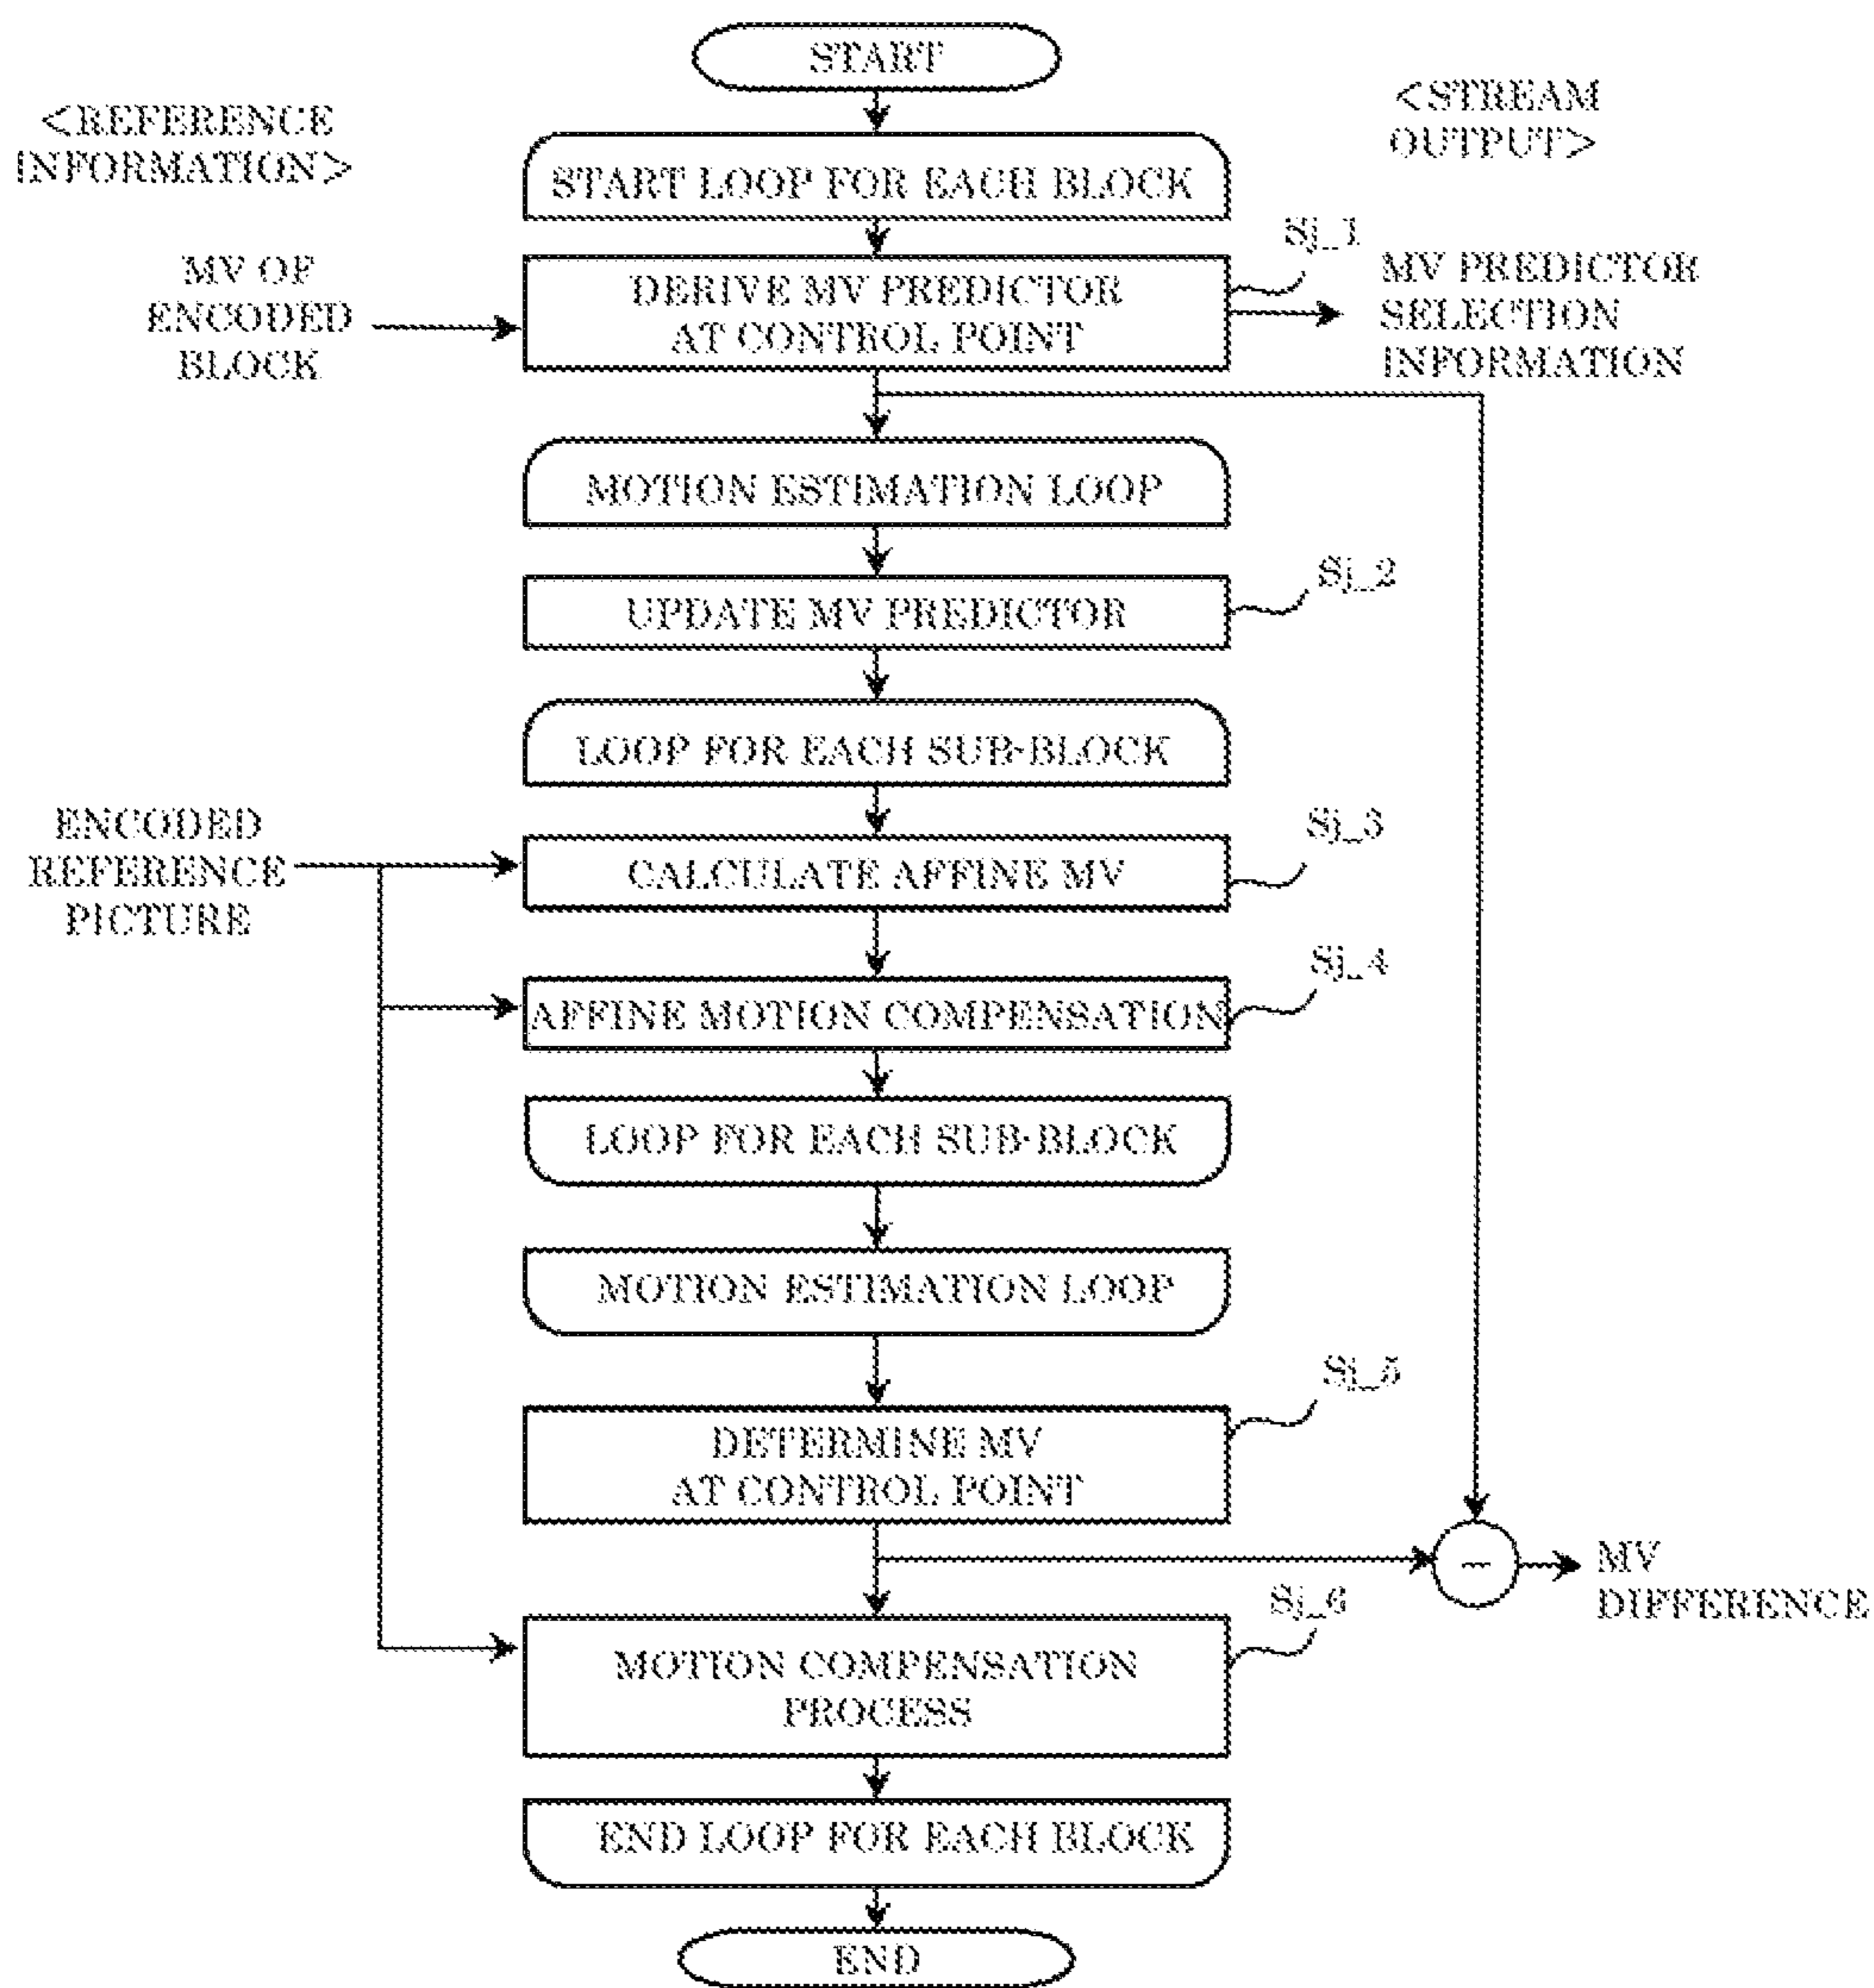 START
<REFERENCE
INFORMATION>
<STREAM
OUTPUT>
START LOOP FOR EACH BLOCK
Sj_1
MV OF
ENCODED
BLOCK
DERIVE MV PREDICTOR
AT CONTROL POINT
MV PREDICTOR
SELECTION
INFORMATION
MOTION ESTIMATION LOOP
Sj_2
UPDATE MV PREDICTOR
LOOP FOR EACH SUB-BLOCK
ENCODED
REFERENCE
PICTURE
Sj_3
CALCULATE AFFINE MV
Sj_4
AFFINE MOTION COMPENSATION
LOOP FOR EACH SUB-BLOCK
MOTION ESTIMATION LOOP
Sj_5
DETERMINE MV
AT CONTROL POINT
−
MV
DIFFERENCE
Sj_6
MOTION COMPENSATION
PROCESS
END LOOP FOR EACH BLOCK
END